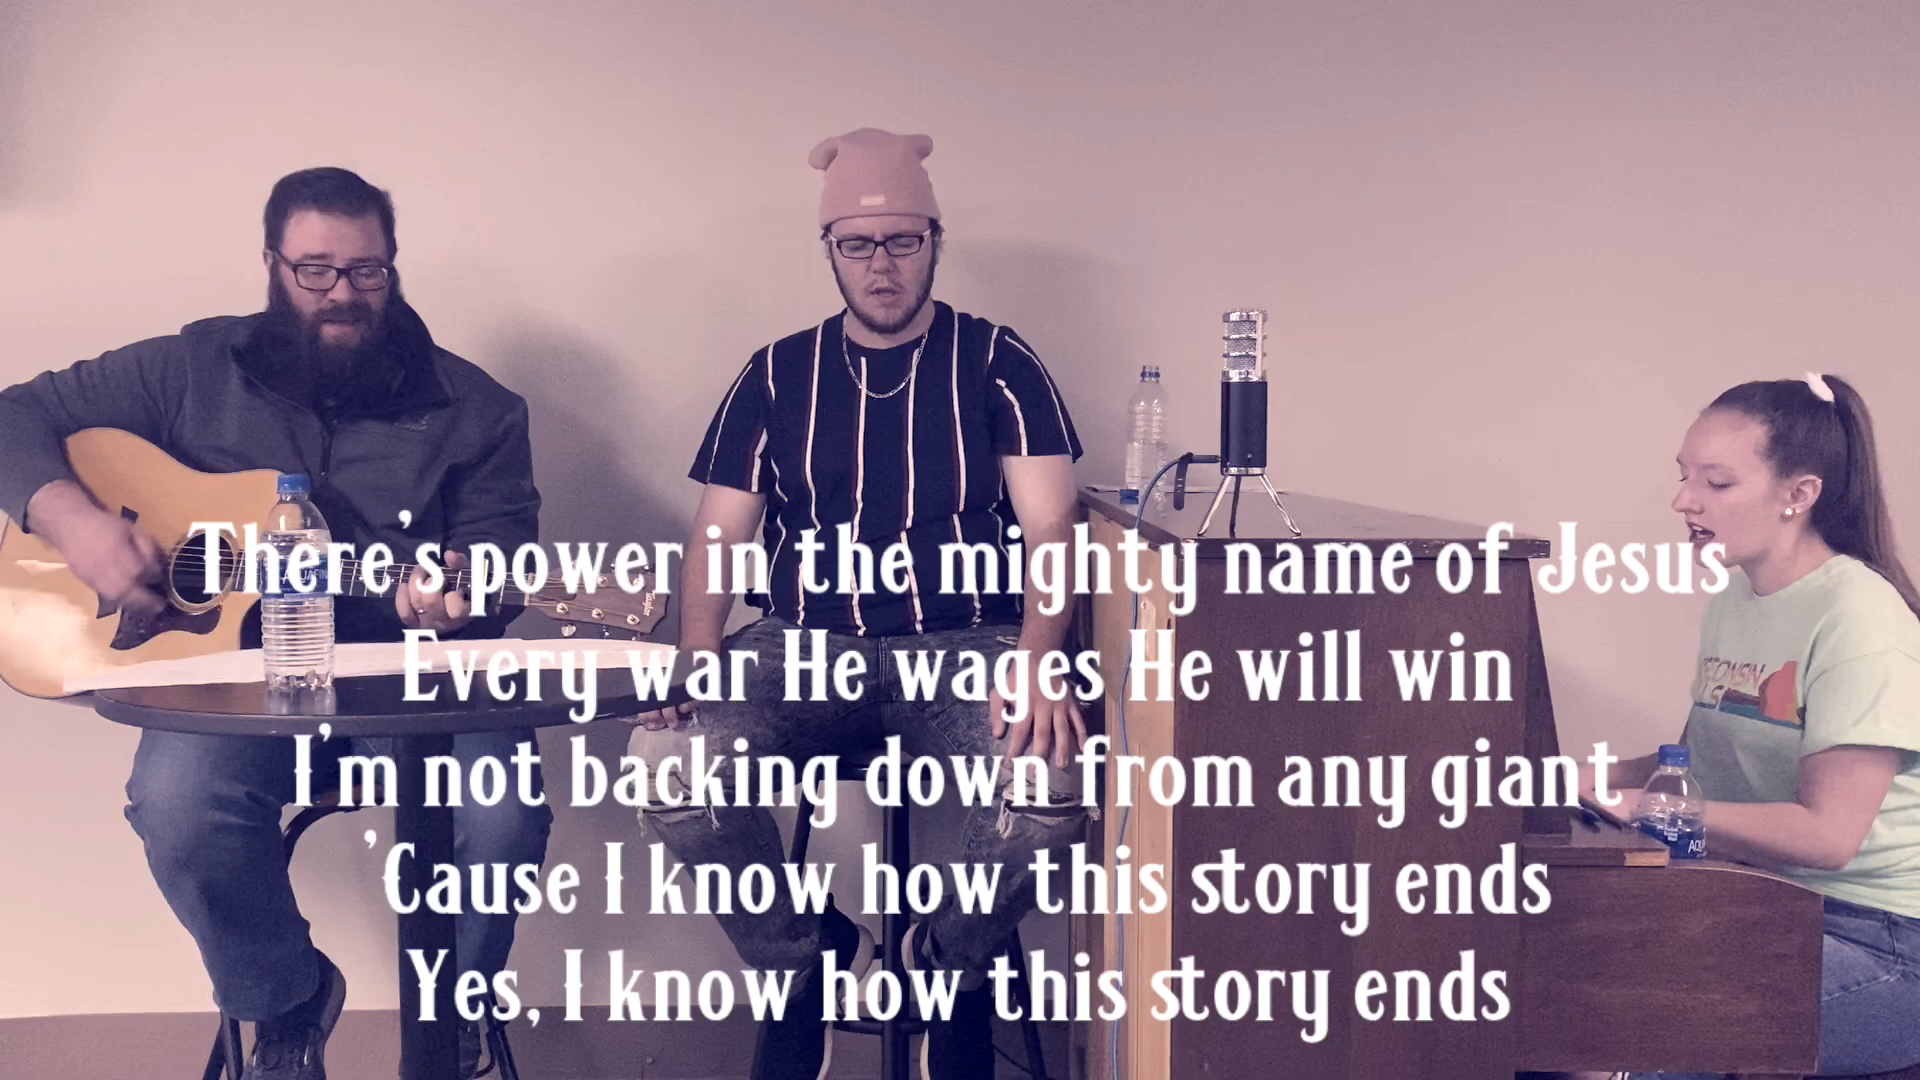 There's power in the mighty name of Jesus
Every war He wages He will win
I'm not backing down from any giant
'Cause I know how this story ends
Yes, I know how this story ends
Taylor